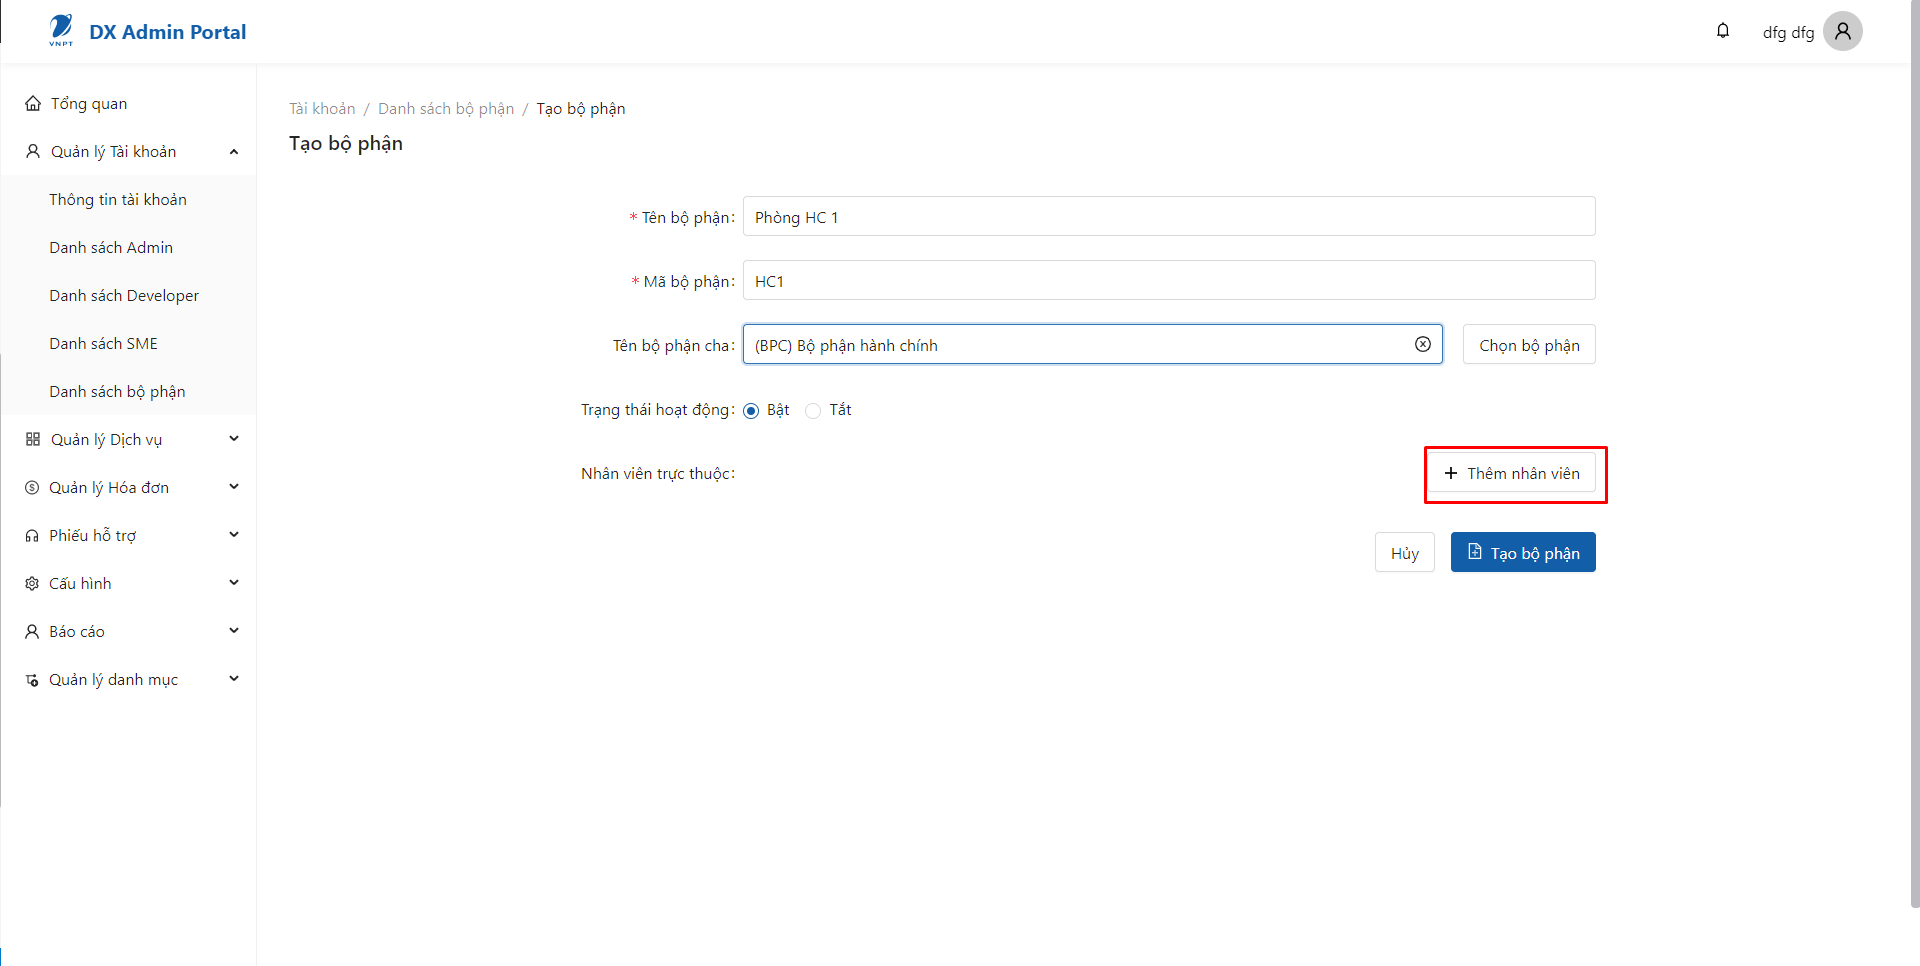 VNPT
DX Admin Portal
dfg dfg
Tổng quan
Quản lý Tài khoản
Thông tin tài khoản
Danh sách Admin
Danh sách Developer
Danh sách SME
Danh sách bộ phận
Quản lý Dịch vụ
Quản lý Hóa đơn
Phiếu hỗ trợ
Cấu hình
Báo cáo
Quản lý danh mục
Tài khoản / Danh sách bộ phận / Tạo bộ phận
Tạo bộ phận
* Tên bộ phận: Phòng HC 1
* Mã bộ phận: HC1
Tên bộ phận cha: (BPC) Bộ phận hành chính Chọn bộ phận
Trạng thái hoạt động: Bật Tắt
Nhân viên trực thuộc: + Thêm nhân viên
Hủy Tạo bộ phận